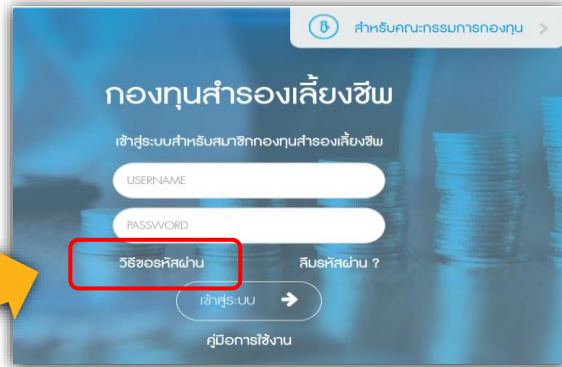 สำหรับคณะกรรมการกองทุน >
กองทุนสำรองเลี้ยงชีพ
เข้าสู่ระบบสำหรับสมาชิกกองทุนสำรองเลี้ยงชีพ
USERNAME
PASSWORD
วิธีขอรหัสผ่าน ลืมรหัสผ่าน ?
เข้าสู่ระบบ ➔
คู่มือการใช้งาน